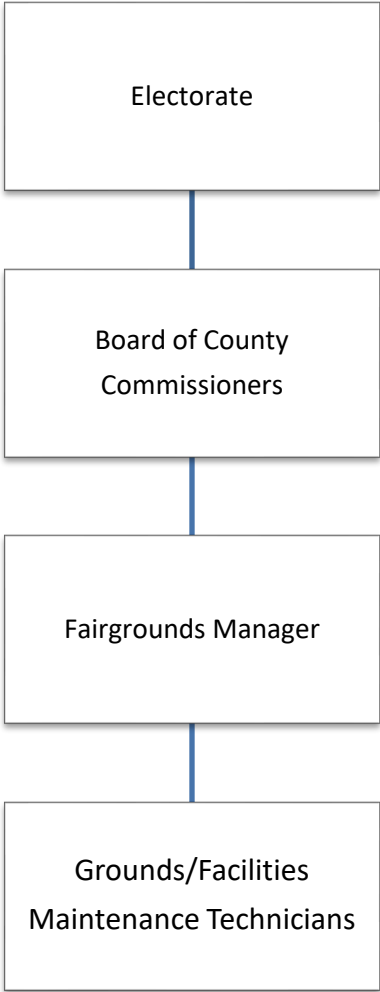 Electorate
Board of County
Commissioners
Fairgrounds Manager
Grounds/Facilities
Maintenance Technicians